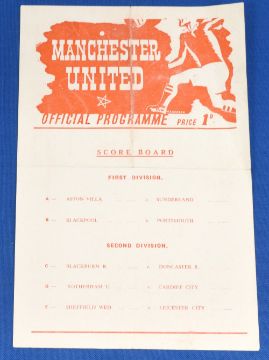 MANCHESTER
UNITED
OFFICIAL PROGRAMME PRICE 1D
SCORE BOARD
FIRST DIVISION.
A — ASTON VILLA ... v. SUNDERLAND ...
B — BLACKPOOL ... v. PORTSMOUTH ...
SECOND DIVISION.
C — BLACKBURN R. ... v. DONCASTER R. ...
D — ROTHERHAM U. ... v. CARDIFF CITY ...
E — SHEFFIELD WED. ... v. LEICESTER CITY ...